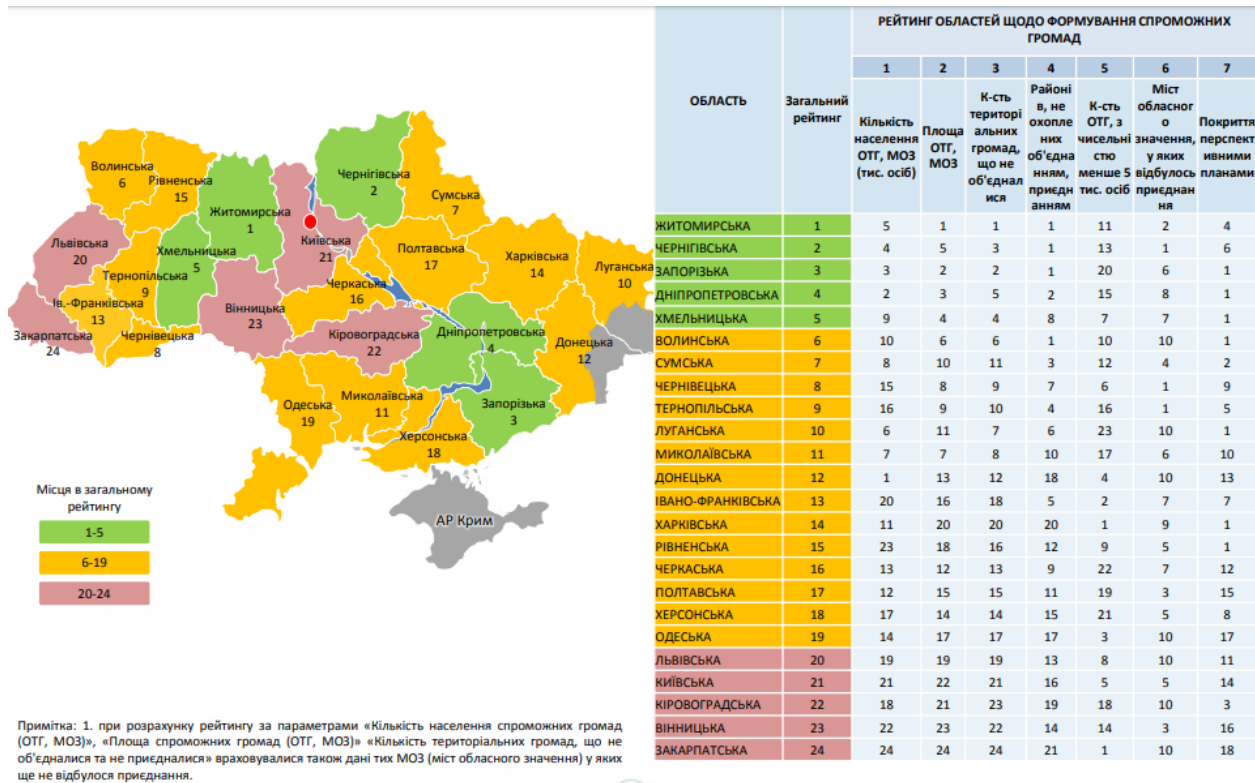 Волинська
6
Рівненська
15
Житомирська
1
Чернігівська
2
Сумська
7
Львівська
20
Тернопільська
9
Хмельницька
5
Київська
21
Полтавська
17
Харківська
14
Луганська
10
Ів.-Франківська
13
Закарпатська
24
Чернівецька
8
Вінницька
23
Черкаська
16
Кіровоградська
22
Дніпропетровська
4
Донецька
12
Одеська
19
Миколаївська
11
Херсонська
18
Запорізька
3
АР Крим
Місця в загальному
рейтингу
1-5
6-19
20-24
Примітка: 1. при розрахунку рейтингу за параметрами «Кількість населення спроможних громад
(ОТГ, МОЗ)», «Площа спроможних громад (ОТГ, МОЗ)» «Кількість територіальних громад, що не
об'єдналися та не приєдналися» враховувалися також дані тих МОЗ (міст обласного значення) у яких
ще не відбулося приєднання.
РЕЙТИНГ ОБЛАСТЕЙ ЩОДО ФОРМУВАННЯ СПРОМОЖНИХ
ГРОМАД
ОБЛАСТЬ
Загальний
рейтинг
1 2 3 4 5 6 7
Кількість
населення
ОТГ, МОЗ
(тис. осіб)
Площа
ОТГ,
МОЗ
К-сть
територі
альних
громад,
що не
об'єднал
ися
Районі
в, не
охопле
них
об'єдна
нням,
приєдн
анням
К-сть
ОТГ, з
чисельні
стю
менше 5
тис. осіб
Міст
обласног
о
значення,
у яких
відбулось
приєднан
ня
Покриття
перспект
ивними
планами
ЖИТОМИРСЬКА 1 5 1 1 1 11 2 4
ЧЕРНІГІВСЬКА 2 4 5 3 1 13 1 6
ЗАПОРІЗЬКА 3 3 2 2 1 20 6 1
ДНІПРОПЕТРОВСЬКА 4 2 3 5 2 15 8 1
ХМЕЛЬНИЦЬКА 5 9 4 4 8 7 7 1
ВОЛИНСЬКА 6 10 6 6 1 10 10 1
СУМСЬКА 7 8 10 11 3 12 4 2
ЧЕРНІВЕЦЬКА 8 15 8 9 7 6 1 9
ТЕРНОПІЛЬСЬКА 9 16 9 10 4 16 1 5
ЛУГАНСЬКА 10 6 11 7 6 23 10 1
МИКОЛАЇВСЬКА 11 7 7 8 10 17 6 10
ДОНЕЦЬКА 12 1 13 12 18 4 10 13
ІВАНО-ФРАНКІВСЬКА 13 20 16 18 5 2 7 7
ХАРКІВСЬКА 14 11 20 20 20 1 9 1
РІВНЕНСЬКА 15 23 18 16 12 9 5 1
ЧЕРКАСЬКА 16 13 12 13 9 22 7 12
ПОЛТАВСЬКА 17 12 15 15 11 19 3 15
ХЕРСОНСЬКА 18 17 14 14 15 21 5 8
ОДЕСЬКА 19 14 17 17 17 3 10 17
ЛЬВІВСЬКА 20 19 19 19 13 8 10 11
КИЇВСЬКА 21 21 22 21 16 5 5 14
КІРОВОГРАДСЬКА 22 18 21 23 19 18 10 3
ВІННИЦЬКА 23 22 23 22 14 14 3 16
ЗАКАРПАТСЬКА 24 24 24 24 21 1 10 18